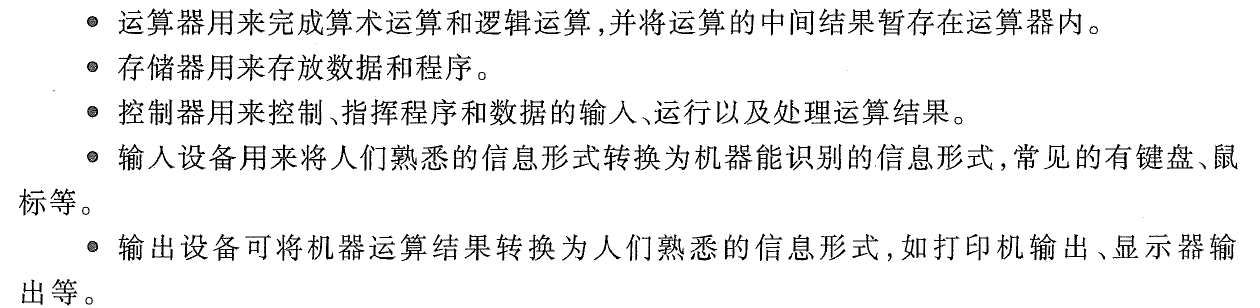 ● 运算器用来完成算术运算和逻辑运算,并将运算的中间结果暂存在运算器内。
● 存储器用来存放数据和程序。
● 控制器用来控制、指挥程序和数据的输入、运行以及处理运算结果。
● 输入设备用来将人们熟悉的信息形式转换为机器能识别的信息形式,常见的有键盘、鼠
标等。
● 输出设备可将机器运算结果转换为人们熟悉的信息形式,如打印机输出、显示器输
出等。